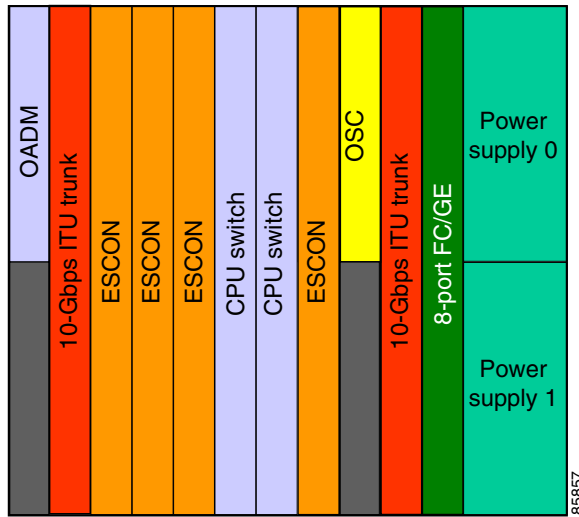 OADM
10-Gbps ITU trunk
ESCON
ESCON
ESCON
CPU switch
CPU switch
ESCON
OSC
10-Gbps ITU trunk
8-port FC/GE
Power
supply 0
Power
supply 1
85857